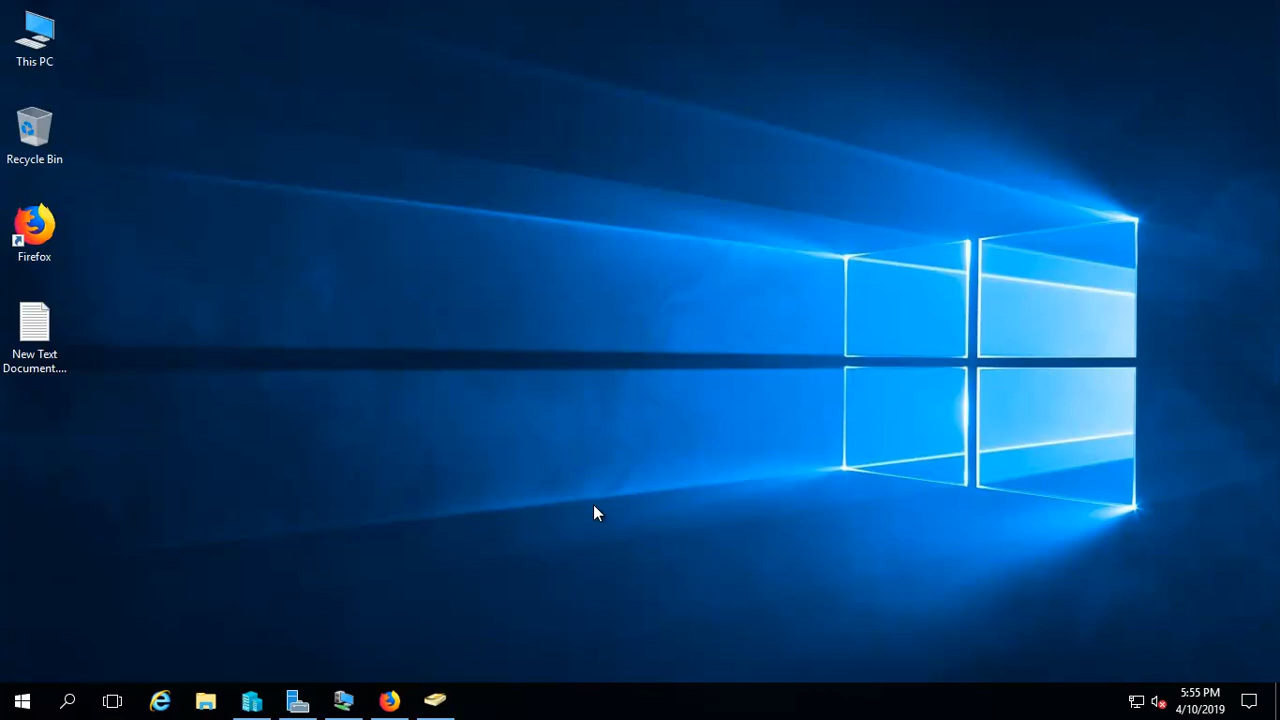 This PC
Recycle Bin
Firefox
New Text
Document....
5:55 PM
4/10/2019